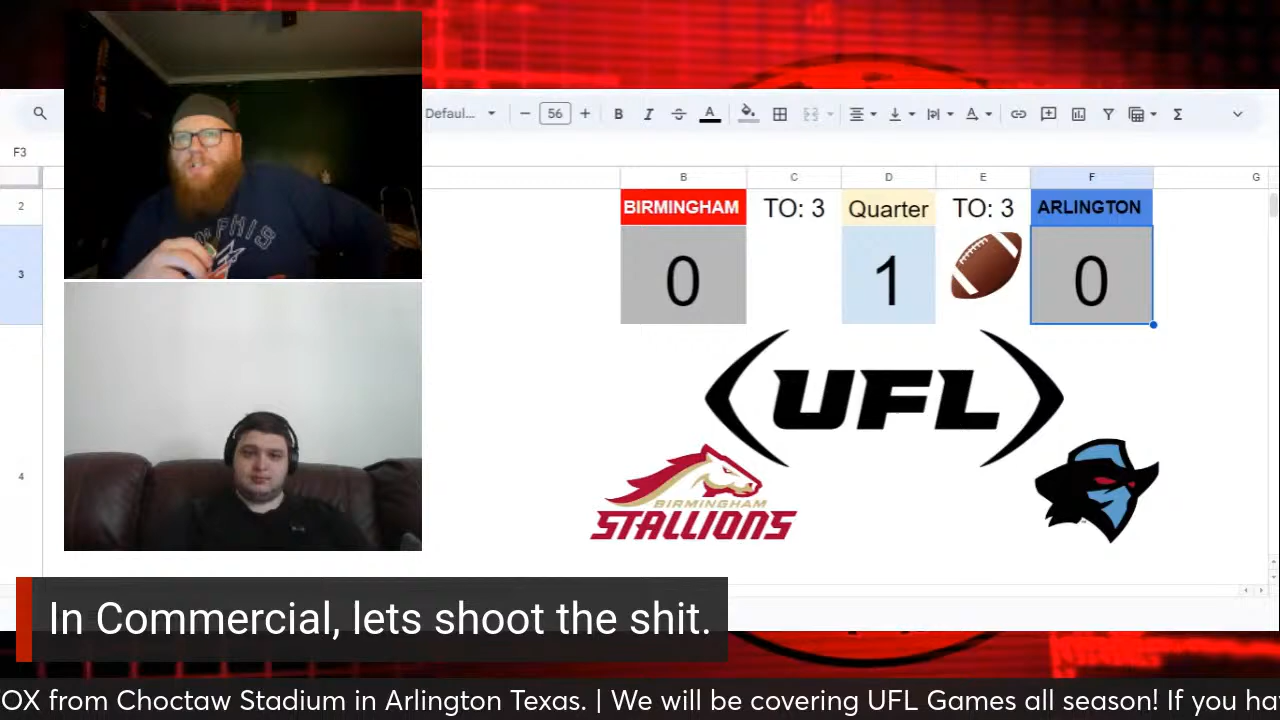 Defaul...
56
B
I
A
F3
B
C
D
E
F
G
2
BIRMINGHAM
TO: 3
Quarter
TO: 3
ARLINGTON
3
0
1
0
4
UFL
BIRMINGHAM
STALLIONS
MEMPHIS
In Commercial, lets shoot the shit.
OX from Choctaw Stadium in Arlington Texas. | We will be covering UFL Games all season! If you ha